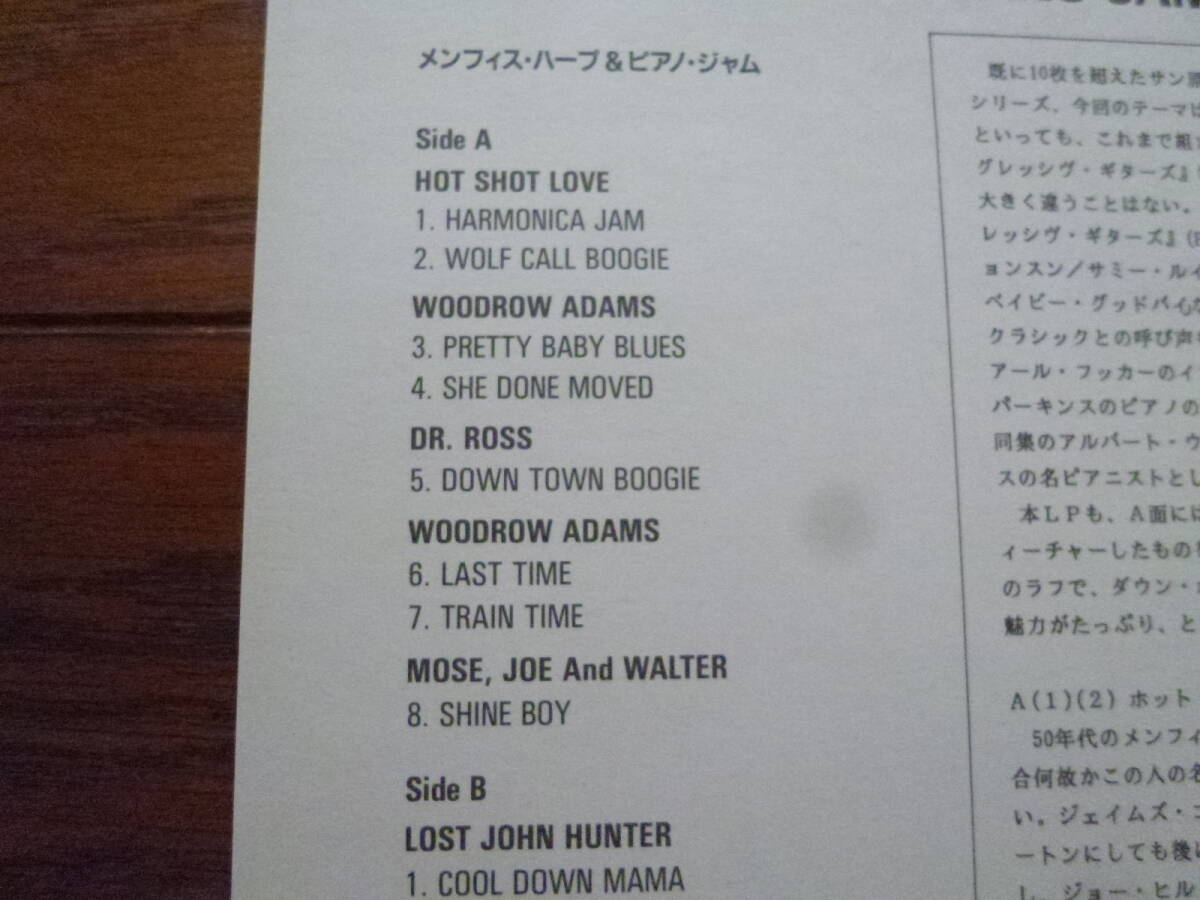 メンフィス・ハープ&ピアノ・ジャム
Side A
HOT SHOT LOVE
1. HARMONICA JAM
2. WOLF CALL BOOGIE
WOODROW ADAMS
3. PRETTY BABY BLUES
4. SHE DONE MOVED
DR. ROSS
5. DOWN TOWN BOOGIE
WOODROW ADAMS
6. LAST TIME
7. TRAIN TIME
MOSE, JOE And WALTER
8. SHINE BOY
Side B
LOST JOHN HUNTER
1. COOL DOWN MAMA
既に10枚を超えたサン
シリーズ、今回のテーマは
といっても、これまで組
グレッシヴ・ギターズ』
大きく違うことはない。
レッシヴ・ギターズ』(
ョンスン/サミー・ルイ
ベイビー・グッドバイ
クラシックとの呼び声
アール・フッカーのイ
パーキンスのピアノの
同集のアルバート・ウ
スの名ピアニストとし
本LPも、A面に
ィーチャーしたもの
のラフで、ダウン・
魅力がたっぷり、と
A(1)(2) ホット
50年代のメンフィ
合何故かこの人の名
い。ジェイムズ・コ
ートンにしても後
し、ジョー・ヒル